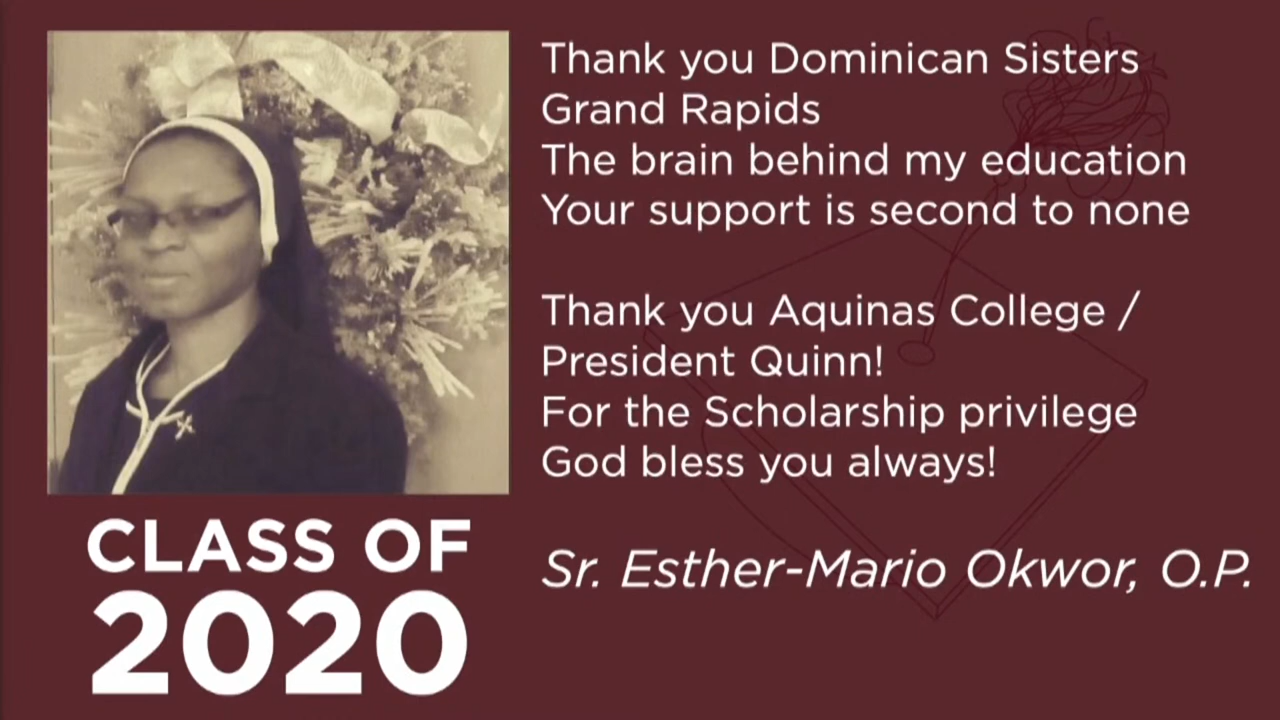 Thank you Dominican Sisters
Grand Rapids
The brain behind my education
Your support is second to none
Thank you Aquinas College /
President Quinn!
For the Scholarship privilege
God bless you always!
Sr. Esther-Mario Okwor, O.P.
CLASS OF
2020